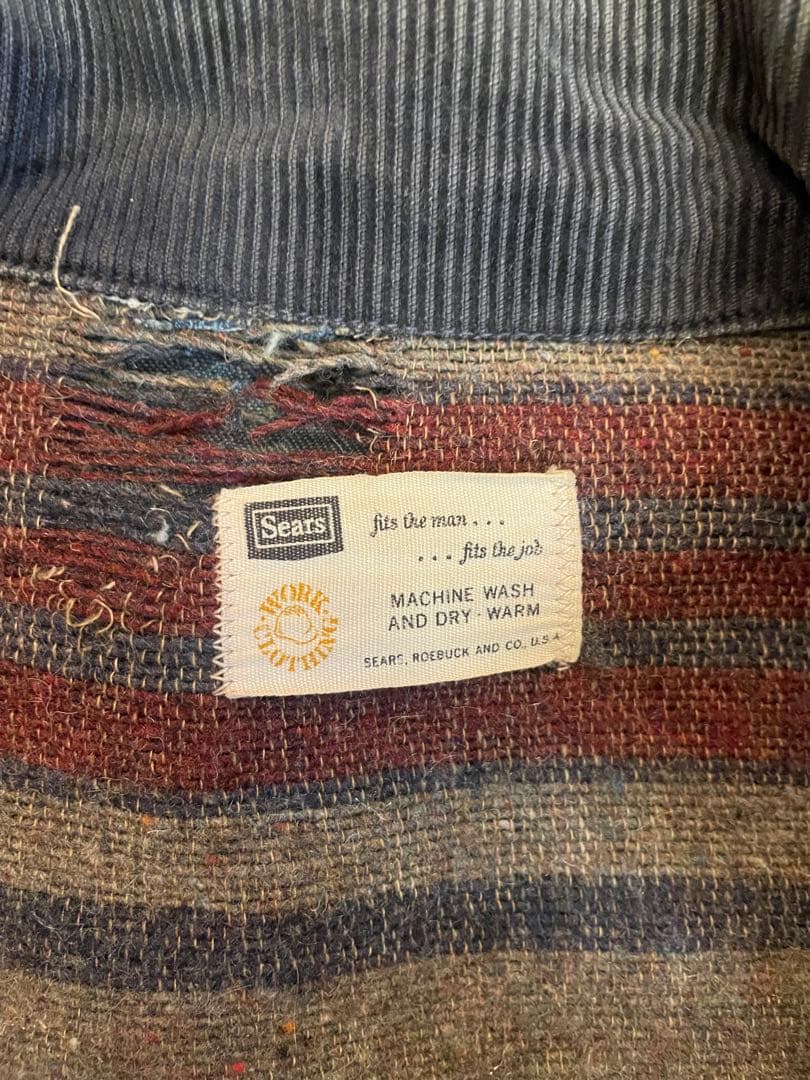 Sears
fits the man . . .
. . . fits the job
WORK
CLOTHING
MACHINE WASH
AND DRY - WARM
SEARS, ROEBUCK AND CO., U.S.A